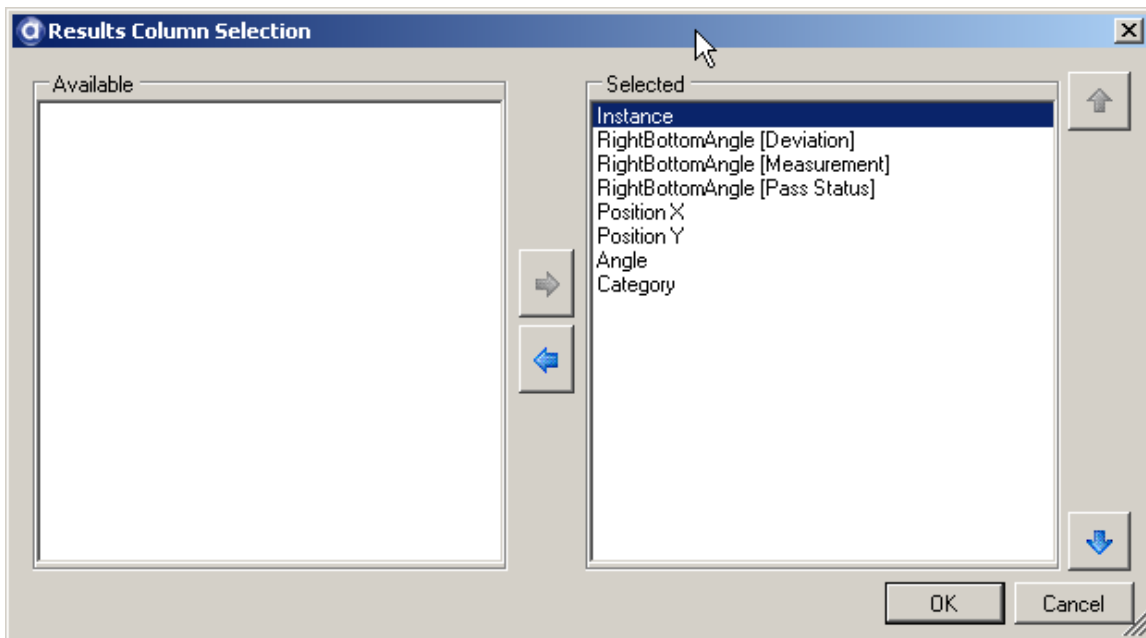 Results Column Selection
Available
Selected
Instance
RightBottomAngle [Deviation]
RightBottomAngle [Measurement]
RightBottomAngle [Pass Status]
Position X
Position Y
Angle
Category
OK
Cancel